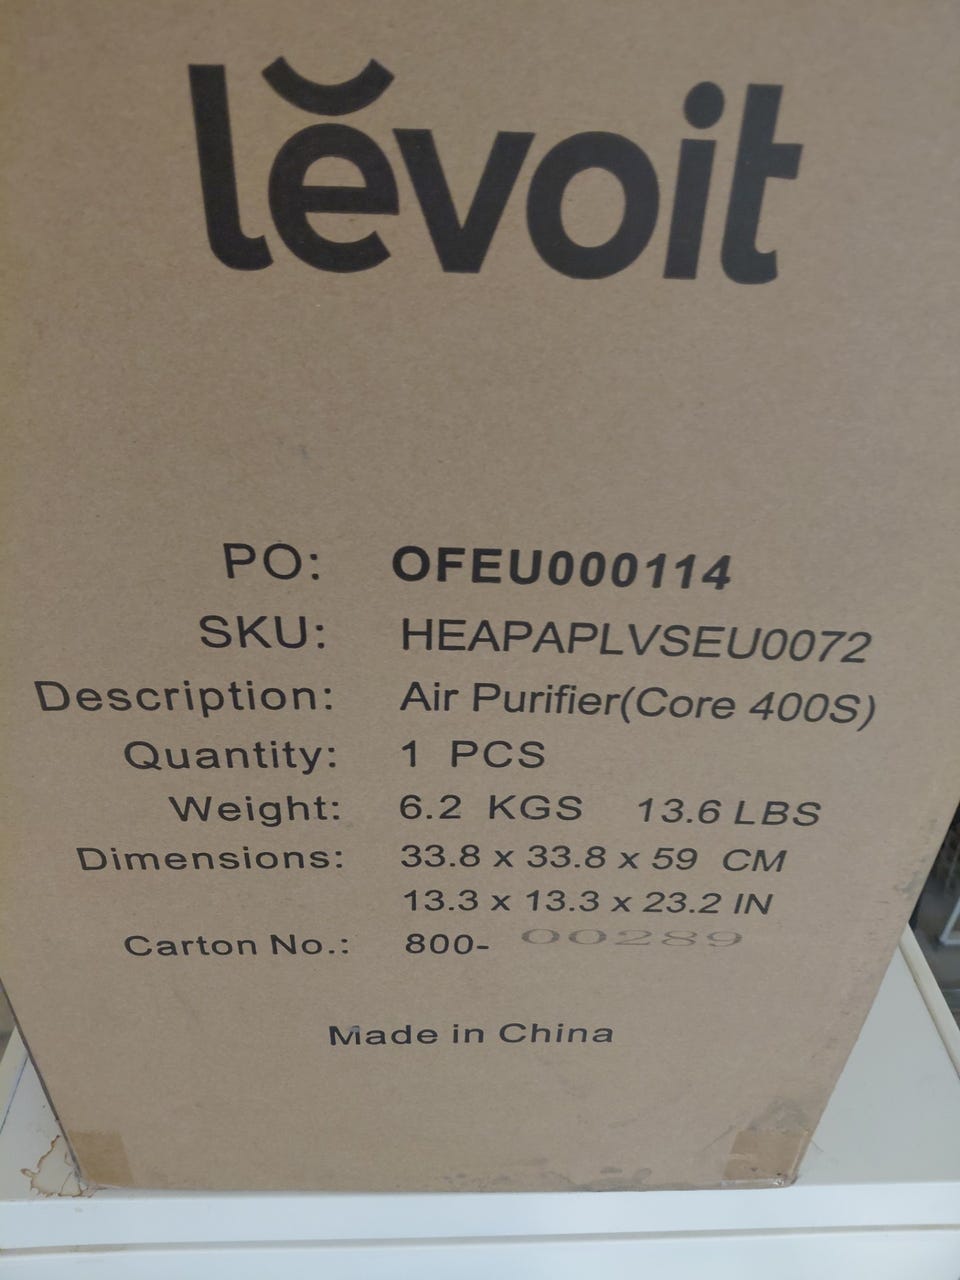 lĕvoit
PO: OFEU000114
SKU: HEAPAPLVSEU0072
Description: Air Purifier(Core 400S)
Quantity: 1 PCS
Weight: 6.2 KGS 13.6 LBS
Dimensions: 33.8 x 33.8 x 59 CM
13.3 x 13.3 x 23.2 IN
Carton No.: 800- 00289
Made in China